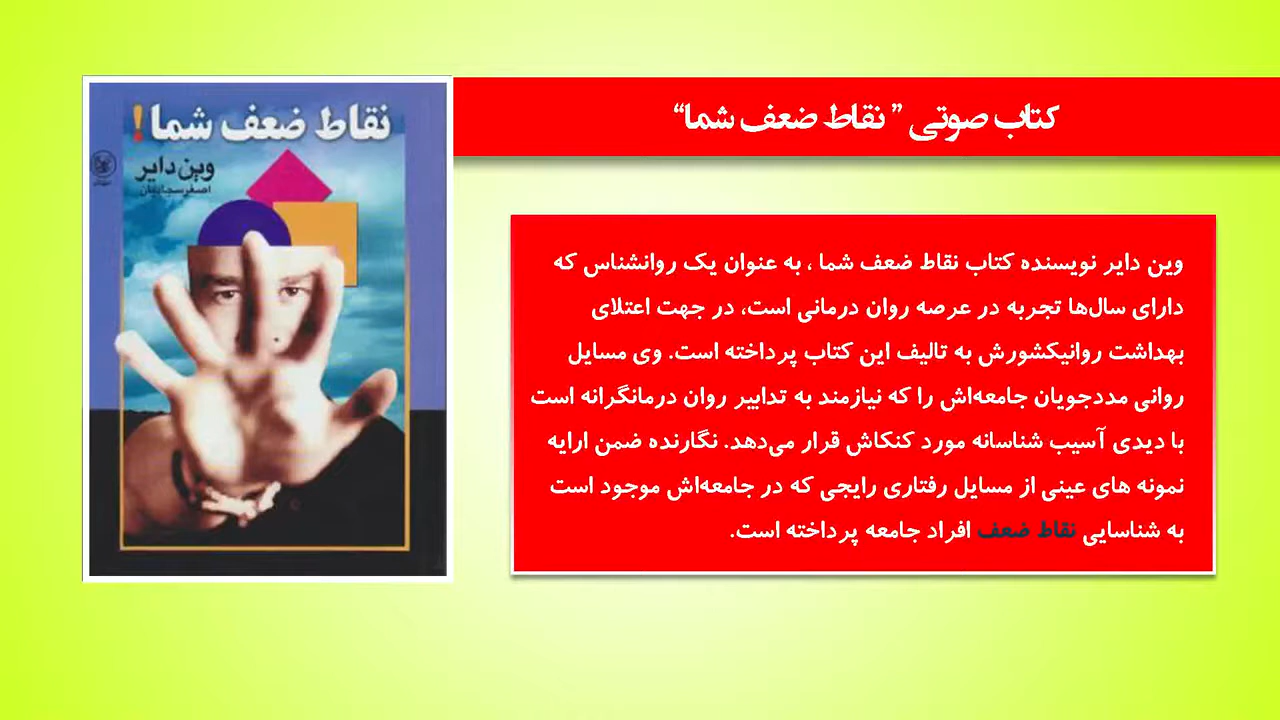 کتاب صوتی ” نقاط ضعف شما“
نقاط ضعف شما!
وین دایر
اصغر سجادیان
وین دایر نویسنده کتاب نقاط ضعف شما ، به عنوان یک روانشناس که
دارای سال‌ها تجربه در عرصه روان درمانی است، در جهت اعتلای
بهداشت روانیکشورش به تالیف این کتاب پرداخته است. وی مسایل
روانی مددجویان جامعه‌اش را که نیازمند به تدابیر روان درمانگرانه است
با دیدی آسیب شناسانه مورد کنکاش قرار می‌دهد. نگارنده ضمن ارایه
نمونه های عینی از مسایل رفتاری رایجی که در جامعه‌اش موجود است
به شناسایی نقاط ضعف افراد جامعه پرداخته است.